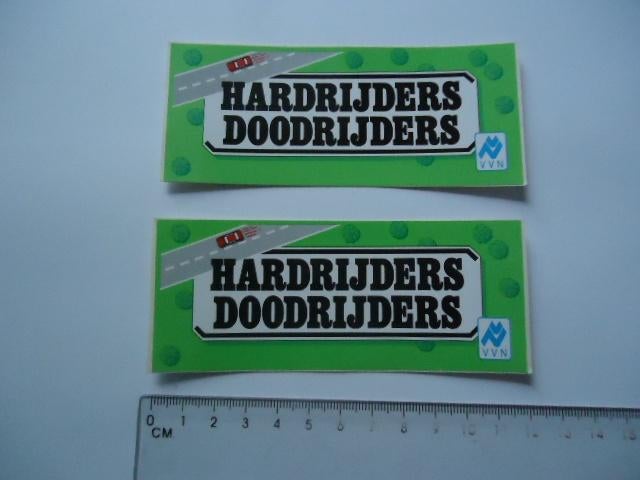 HARDRIJDERS
DOODRIJDERS
VVN
HARDRIJDERS
DOODRIJDERS
VVN
0 1 2 3 4 5 6 7 8 9 10 11 12 13 14 15
CM